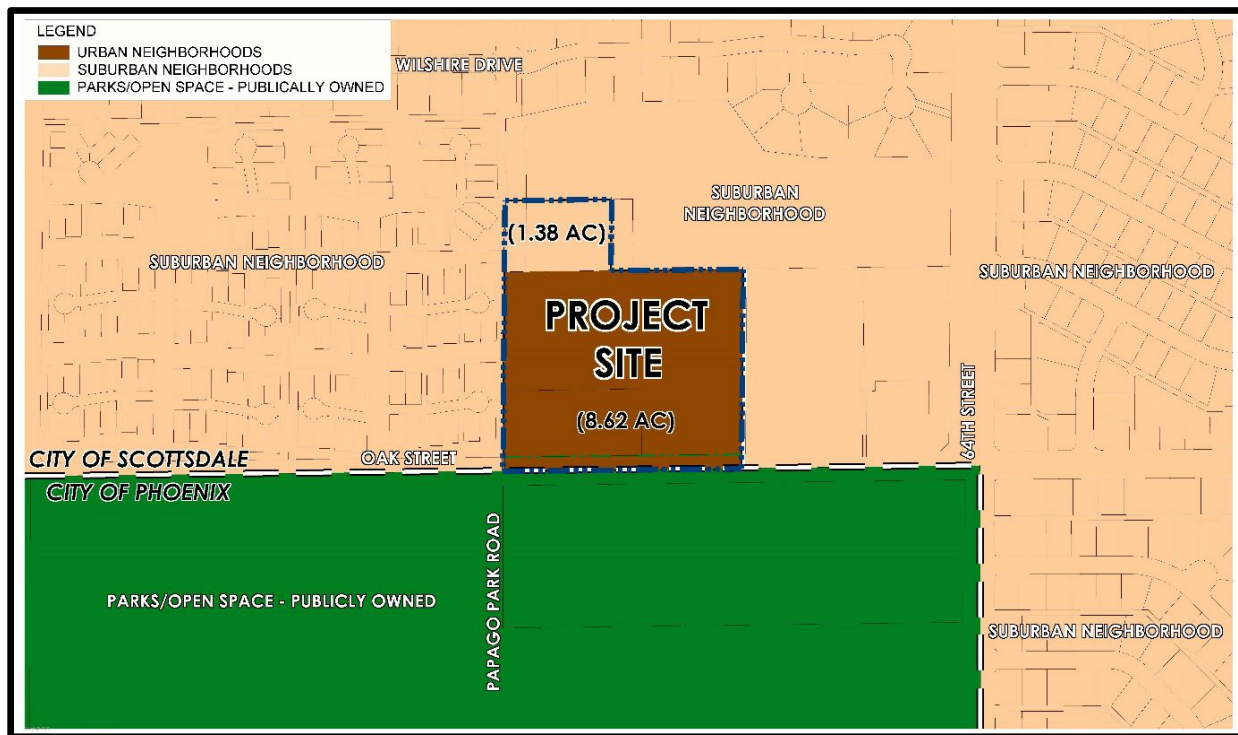 LEGEND
URBAN NEIGHBORHOODS
SUBURBAN NEIGHBORHOODS
PARKS/OPEN SPACE - PUBLICALLY OWNED
WILSHIRE DRIVE
SUBURBAN
NEIGHBORHOOD
(1.38 AC)
SUBURBAN NEIGHBORHOOD
SUBURBAN NEIGHBORHOOD
PROJECT
SITE
(8.62 AC)
64TH STREET
OAK STREET
CITY OF SCOTTSDALE
CITY OF PHOENIX
PAPAGO PARK ROAD
PARKS/OPEN SPACE - PUBLICLY OWNED
SUBURBAN NEIGHBORHOOD